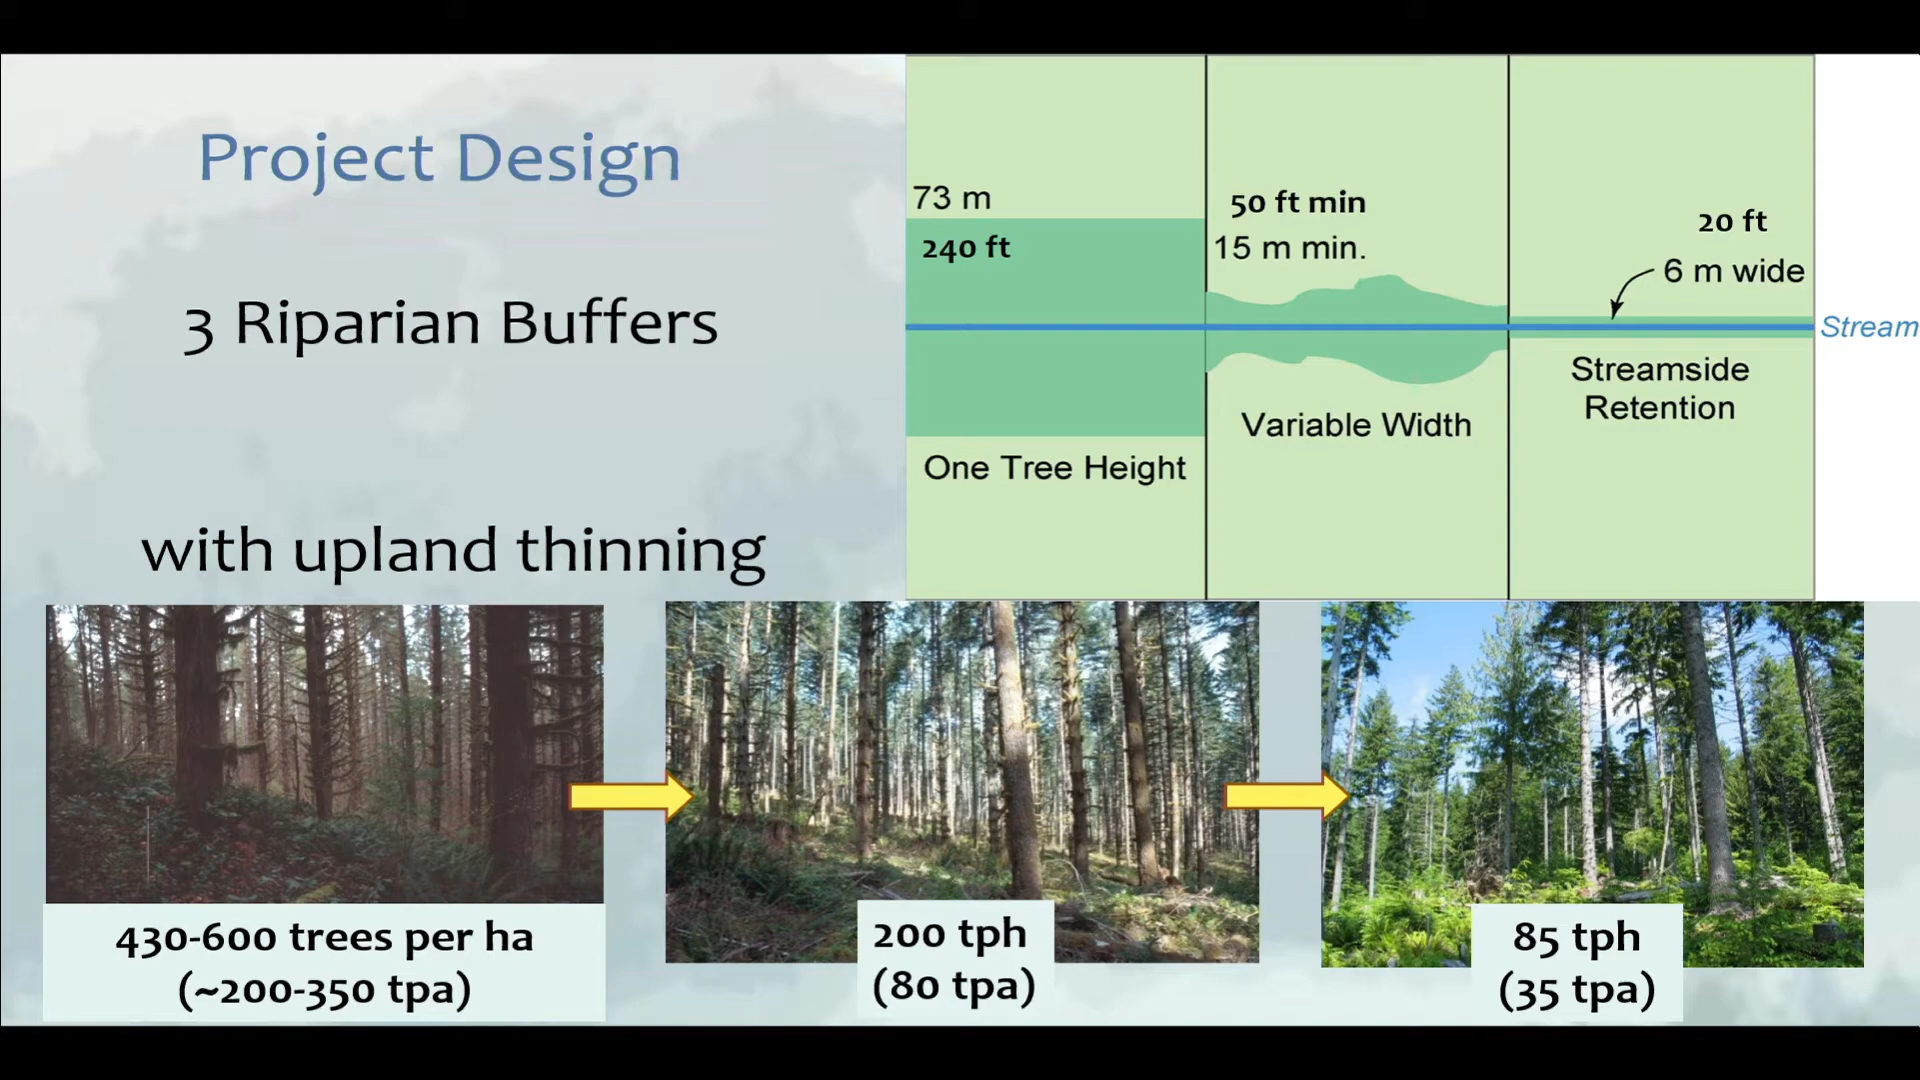 Project Design
3 Riparian Buffers
with upland thinning
73 m
240 ft
One Tree Height
50 ft min
15 m min.
Variable Width
20 ft
6 m wide
Stream
Streamside
Retention
430-600 trees per ha
(~200-350 tpa)
200 tph
(80 tpa)
85 tph
(35 tpa)